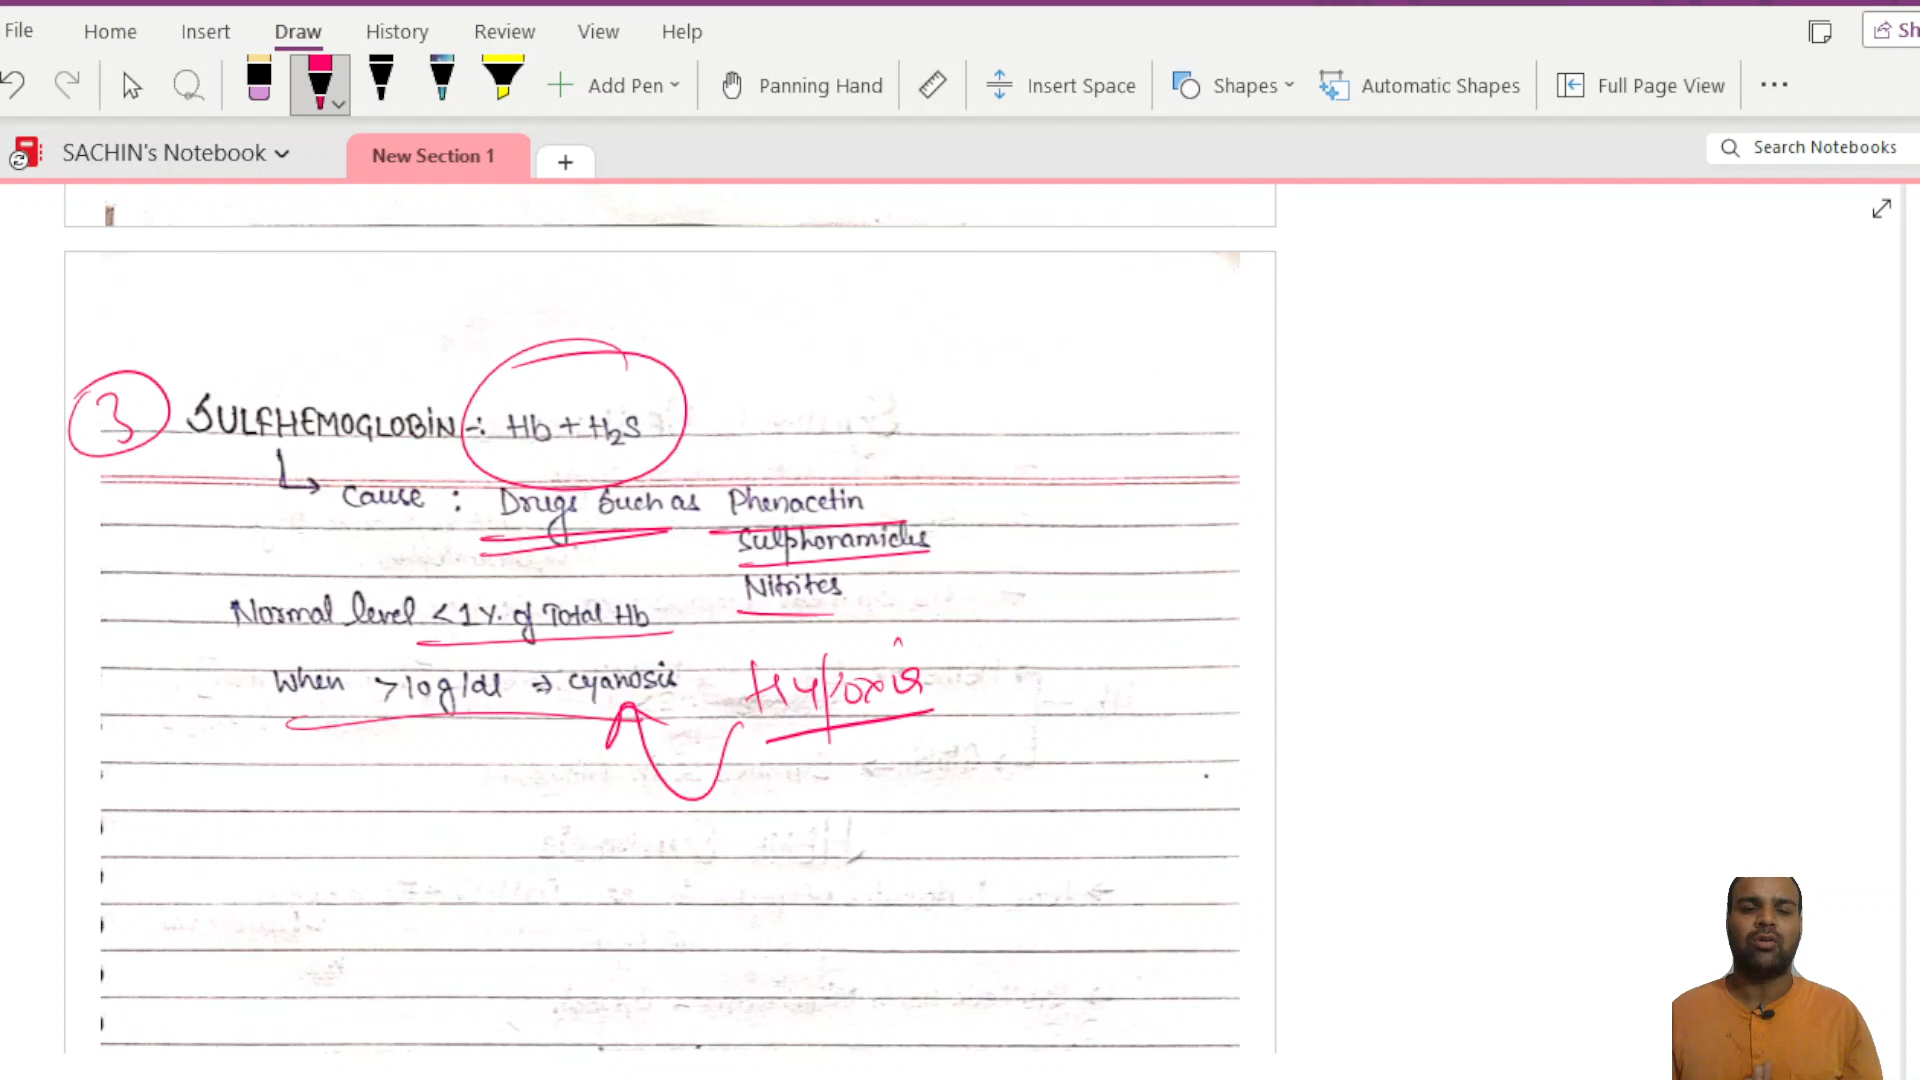 File Home Insert Draw History Review View Help Sh
Add Pen Panning Hand Insert Space Shapes Automatic Shapes Full Page View
SACHIN's Notebook New Section 1 + Search Notebooks
3 SULFHEMOGLOBIN -: Hb + H₂S
Cause : Drugs Such as Phenacetin
Sulphonamides
Nitrites
Normal level <1% of Total Hb
When >10g/dl ⇒ cyanosis Hypoxia